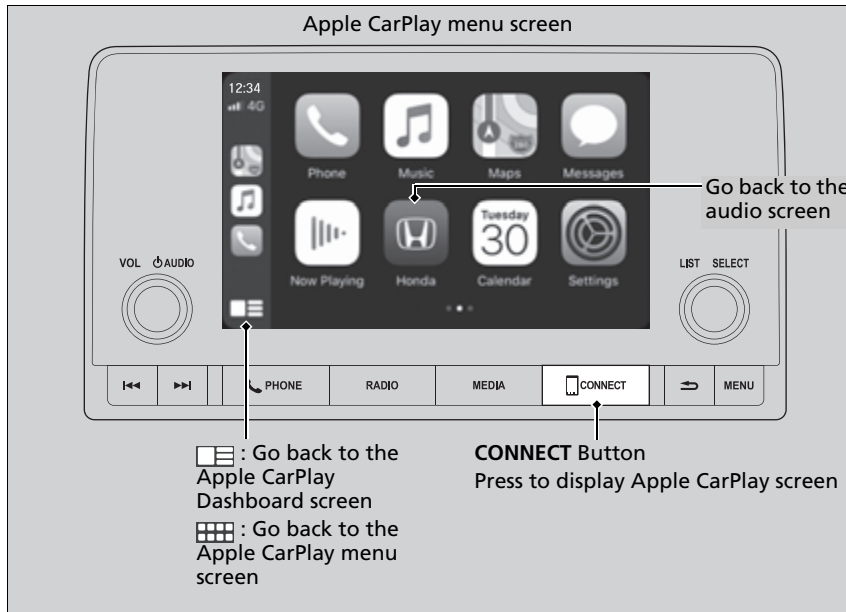 Apple CarPlay menu screen
12:34
4G
Phone Music Maps Messages
Go back to the
audio screen
Tuesday
30
Now Playing Honda Calendar Settings
VOL AUDIO
LIST SELECT
PHONE RADIO MEDIA CONNECT MENU
: Go back to the
Apple CarPlay
Dashboard screen
: Go back to the
Apple CarPlay menu
screen
CONNECT Button
Press to display Apple CarPlay screen